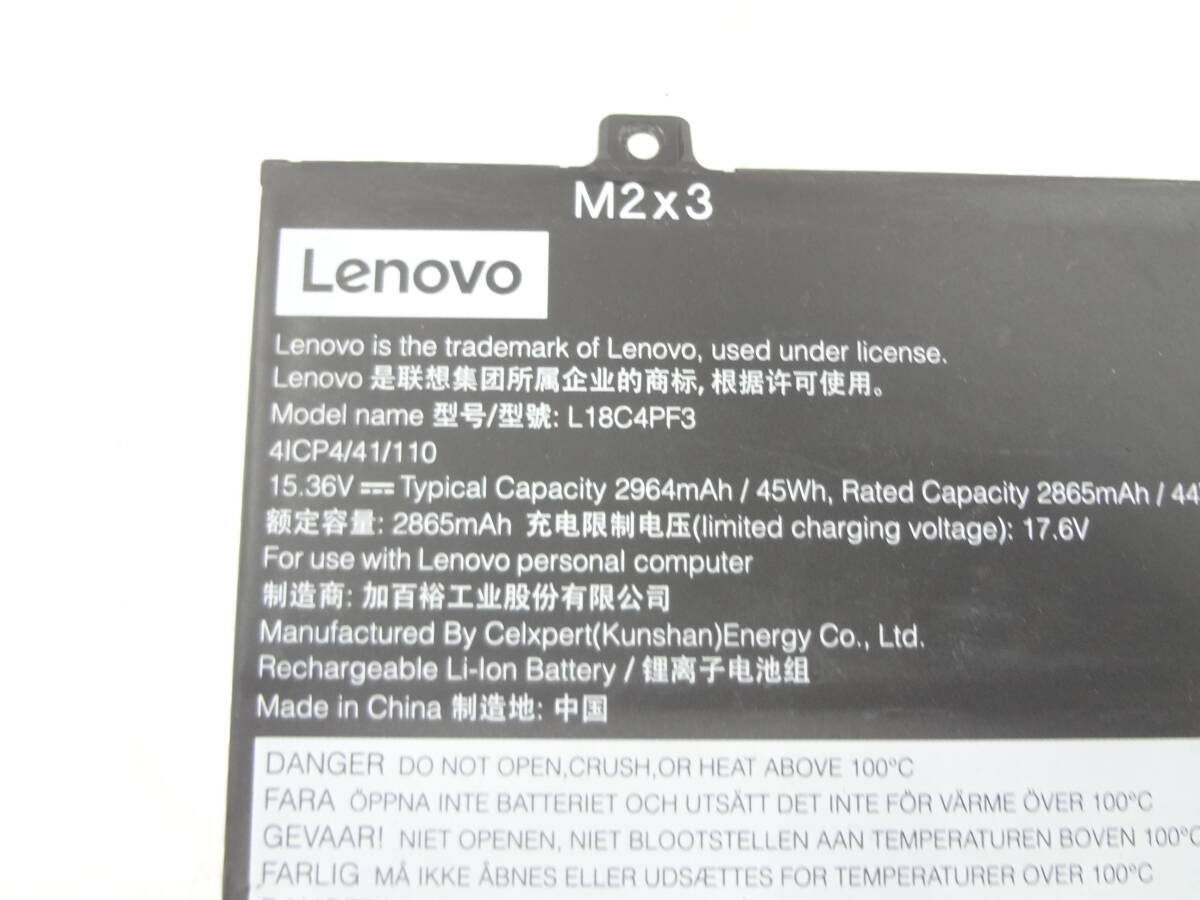 M2x3
Lenovo
Lenovo is the trademark of Lenovo, used under license.
Lenovo 是联想集团所属企业的商标, 根据许可使用。
Model name 型号/型號: L18C4PF3
4ICP4/41/110
15.36V ⎓ Typical Capacity 2964mAh / 45Wh, Rated Capacity 2865mAh / 44
额定容量: 2865mAh 充电限制电压(limited charging voltage): 17.6V
For use with Lenovo personal computer
制造商: 加百裕工业股份有限公司
Manufactured By Celxpert(Kunshan)Energy Co., Ltd.
Rechargeable Li-Ion Battery / 锂离子电池组
Made in China 制造地: 中国
DANGER DO NOT OPEN,CRUSH,OR HEAT ABOVE 100°C
FARA ÖPPNA INTE BATTERIET OCH UTSÄTT DET INTE FÖR VÄRME ÖVER 100°C
GEVAAR! NIET OPENEN, NIET BLOOTSTELLEN AAN TEMPERATUREN BOVEN 100°C
FARLIG MÅ IKKE ÅBNES ELLER UDSÆTTES FOR TEMPERATURER OVER 100°C